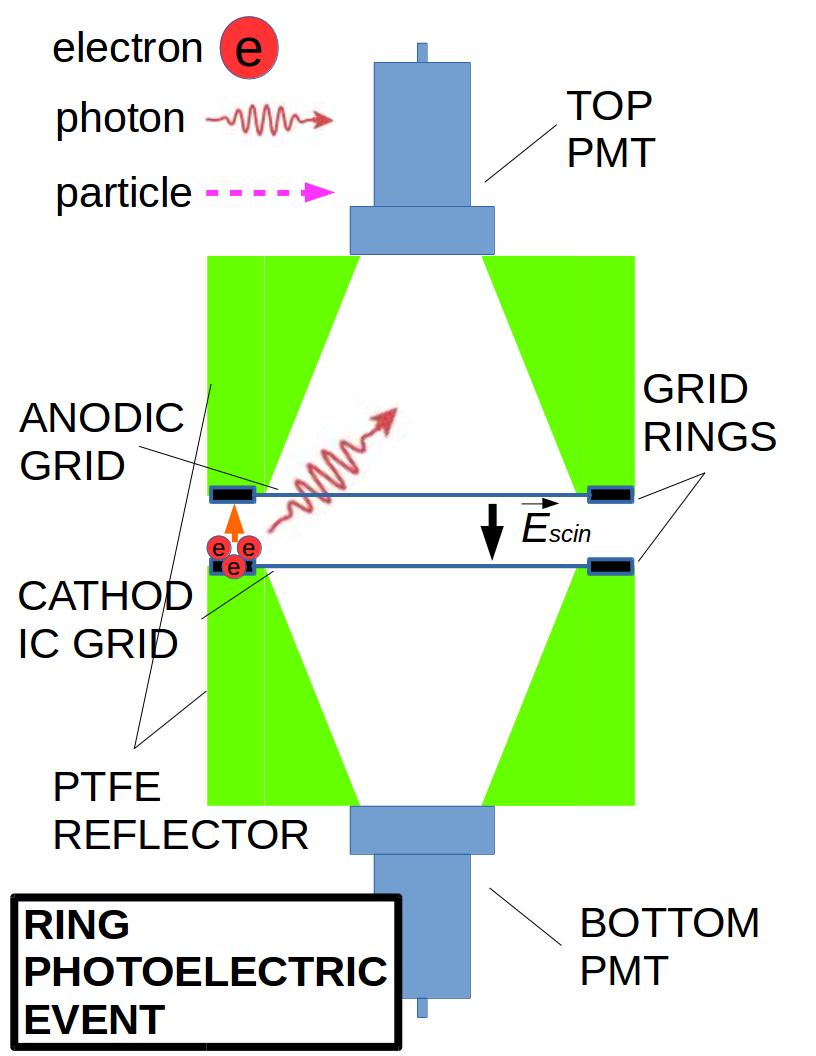 electron e
photon
particle
TOP
PMT
ANODIC
GRID
GRID
RINGS
Escin
e e
e
CATHOD
IC GRID
PTFE
REFLECTOR
RING
PHOTOELECTRIC
EVENT
BOTTOM
PMT